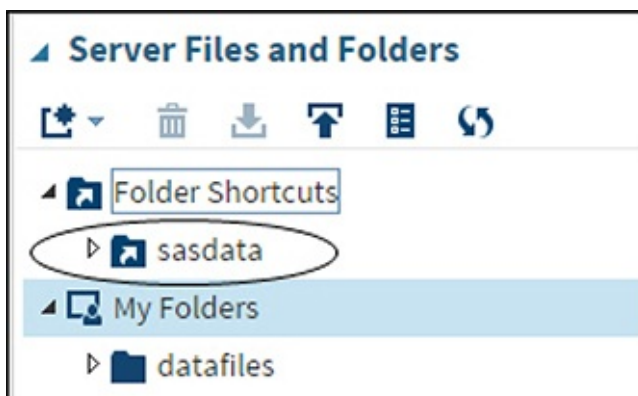 Server Files and Folders
Folder Shortcuts
sasdata
My Folders
datafiles